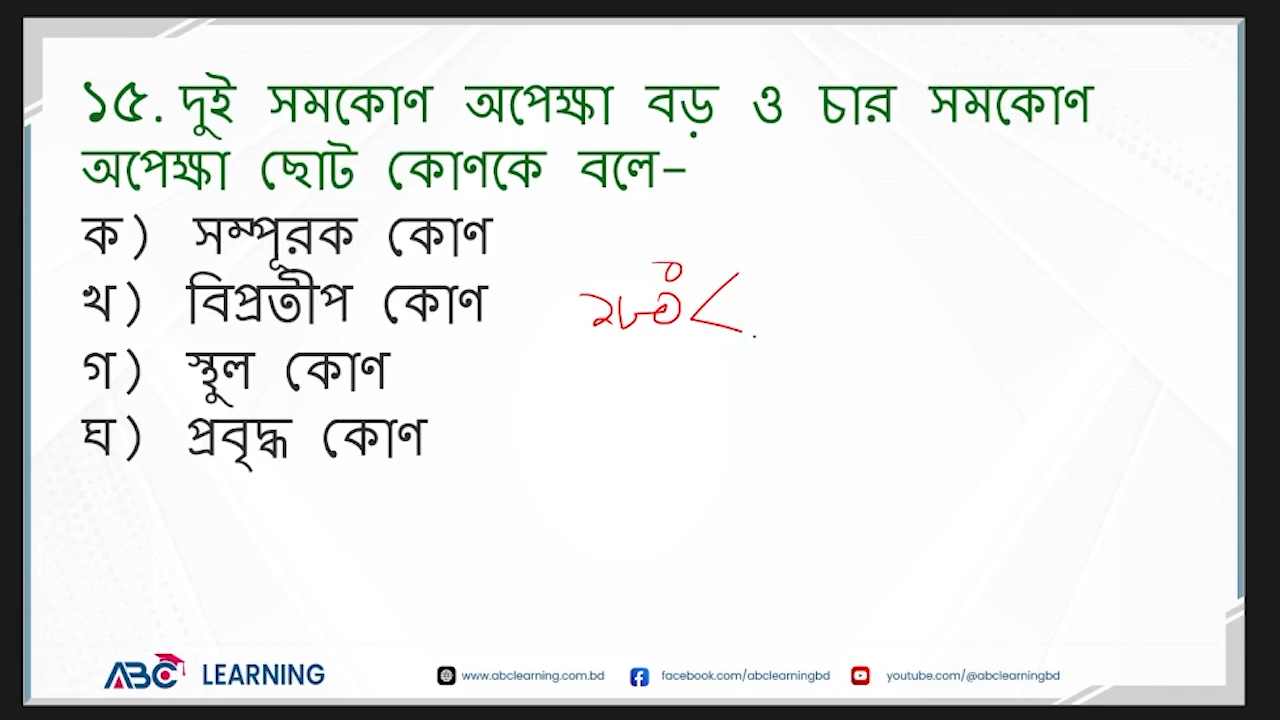 ১৫. দুই সমকোণ অপেক্ষা বড় ও চার সমকোণ
অপেক্ষা ছোট কোণকে বলে-
ক) সম্পূরক কোণ
খ) বিপ্রতীপ কোণ
১৮০° <
গ) স্থুল কোণ
ঘ) প্রবৃদ্ধ কোণ
ABC LEARNING
www.abclearning.com.bd
facebook.com/abclearningbd
youtube.com/@abclearningbd